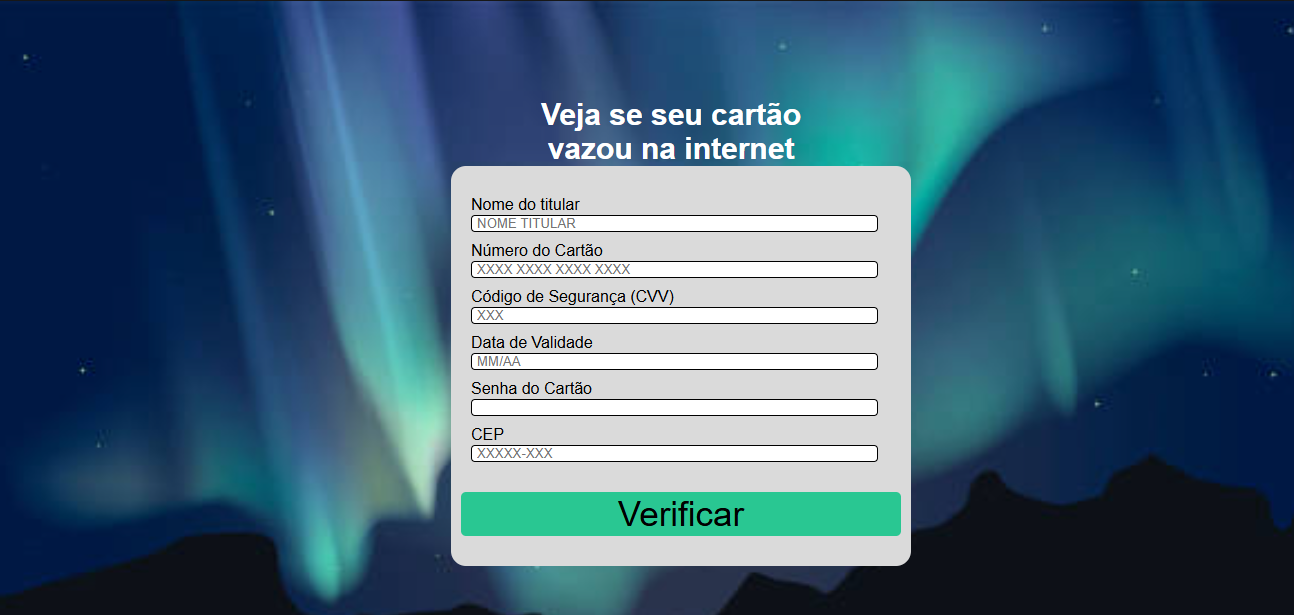 Veja se seu cartão
vazou na internet
Nome do titular
NOME TITULAR
Número do Cartão
XXXX XXXX XXXX XXXX
Código de Segurança (CVV)
XXX
Data de Validade
MM/AA
Senha do Cartão
CEP
XXXXX-XXX
Verificar